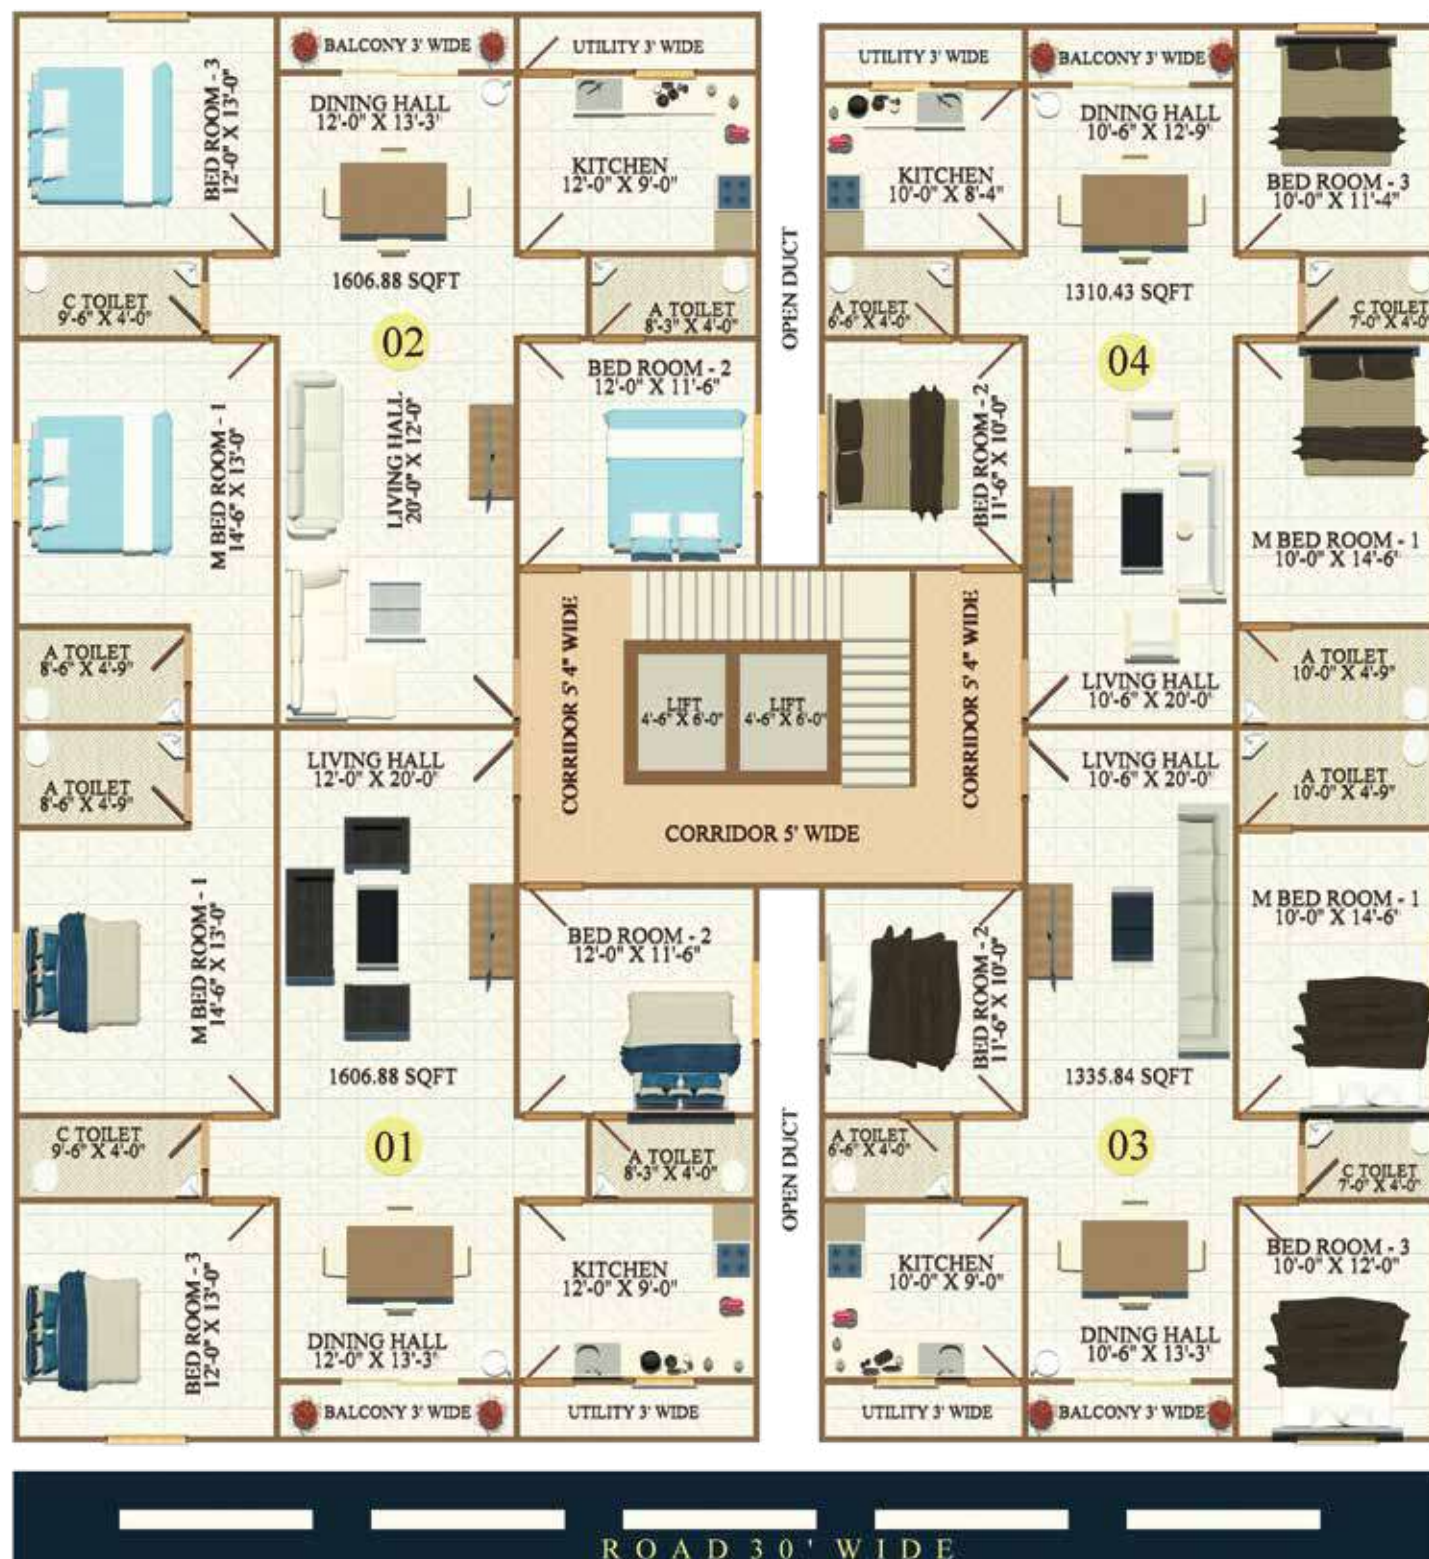 BALCONY 3' WIDE
UTILITY 3' WIDE
BED ROOM - 3
12'-0" X 13'-0"
DINING HALL
12'-0" X 13'-3"
KITCHEN
12'-0" X 9'-0"
C TOILET
9'-6" X 4'-0"
1606.88 SQFT
02
A TOILET
8'-3" X 4'-0"
M BED ROOM - 1
14'-6" X 13'-0"
LIVING HALL
20'-0" X 12'-0"
BED ROOM - 2
12'-0" X 11'-6"
A TOILET
8'-6" X 4'-9"
OPEN DUCT
UTILITY 3' WIDE
BALCONY 3' WIDE
KITCHEN
10'-0" X 8'-4"
DINING HALL
10'-6" X 12'-9"
BED ROOM - 3
10'-0" X 11'-4"
A TOILET
6'-6" X 4'-0"
1310.43 SQFT
04
C TOILET
7'-0" X 4'-0"
BED ROOM - 2
11'-6" X 10'-0"
M BED ROOM - 1
10'-0" X 14'-6"
LIVING HALL
10'-6" X 20'-0"
A TOILET
10'-0" X 4'-9"
CORRIDOR 5' 4" WIDE
LIFT
4'-6" X 6'-0"
LIFT
4'-6" X 6'-0"
CORRIDOR 5' 4" WIDE
CORRIDOR 5' WIDE
A TOILET
8'-6" X 4'-9"
LIVING HALL
12'-0" X 20'-0"
M BED ROOM - 1
14'-6" X 13'-0"
BED ROOM - 2
12'-0" X 11'-6"
1606.88 SQFT
01
C TOILET
9'-6" X 4'-0"
A TOILET
8'-3" X 4'-0"
BED ROOM - 3
12'-0" X 13'-0"
DINING HALL
12'-0" X 13'-3"
KITCHEN
12'-0" X 9'-0"
BALCONY 3' WIDE
UTILITY 3' WIDE
OPEN DUCT
LIVING HALL
10'-6" X 20'-0"
A TOILET
10'-0" X 4'-9"
BED ROOM - 2
11'-6" X 10'-0"
M BED ROOM - 1
10'-0" X 14'-6"
1335.84 SQFT
03
A TOILET
6'-6" X 4'-0"
C TOILET
7'-0" X 4'-0"
KITCHEN
10'-0" X 9'-0"
DINING HALL
10'-6" X 13'-3"
BED ROOM - 3
10'-0" X 12'-0"
UTILITY 3' WIDE
BALCONY 3' WIDE
ROAD 30' WIDE